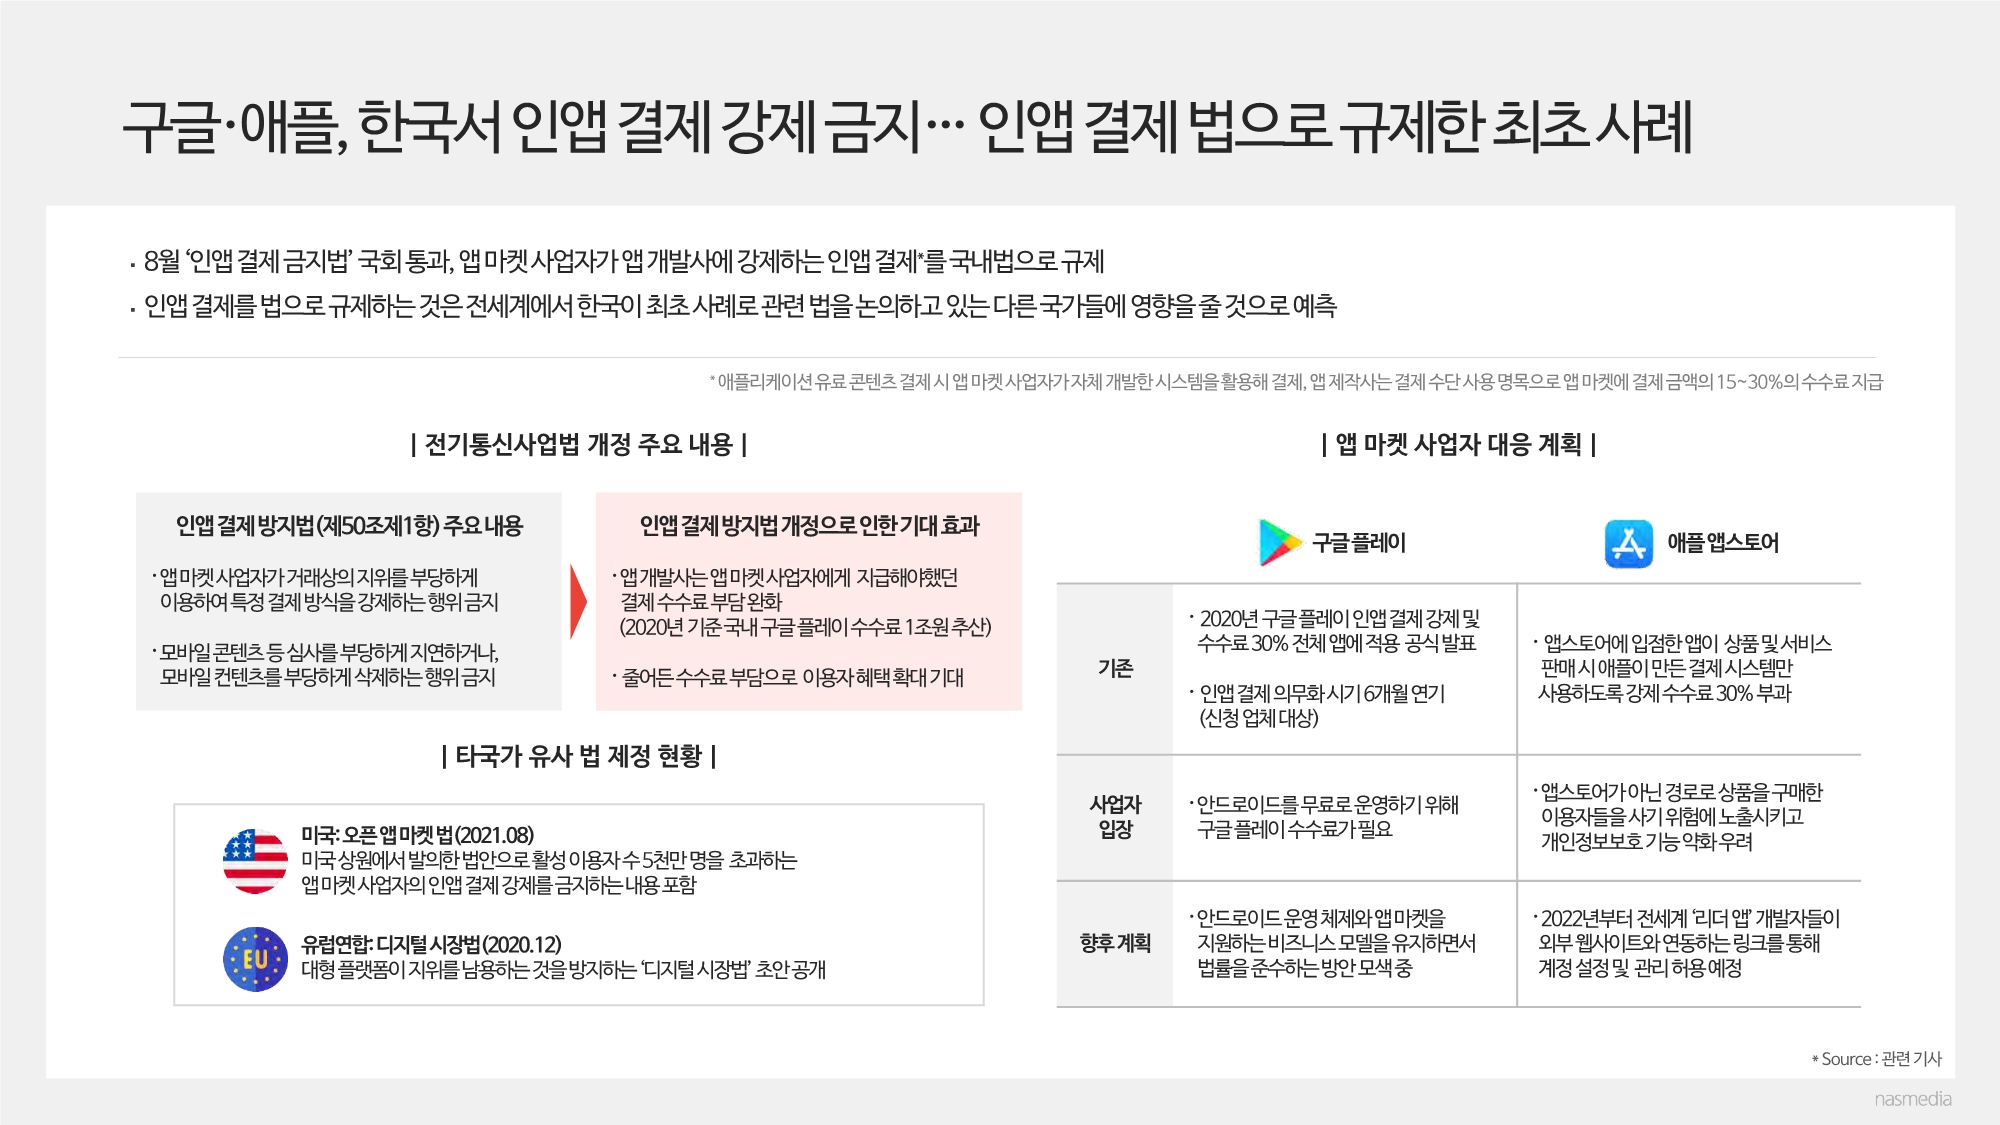 구글·애플, 한국서 인앱 결제 강제 금지… 인앱 결제 법으로 규제한 최초 사례
· 8월 ‘인앱 결제 금지법’ 국회 통과, 앱 마켓 사업자가 앱 개발사에 강제하는 인앱 결제*를 국내법으로 규제
· 인앱 결제를 법으로 규제하는 것은 전세계에서 한국이 최초 사례로 관련 법을 논의하고 있는 다른 국가들에 영향을 줄 것으로 예측
* 애플리케이션 유료 콘텐츠 결제 시 앱 마켓 사업자가 자체 개발한 시스템을 활용해 결제, 앱 제작사는 결제 수단 사용 명목으로 앱 마켓에 결제 금액의 15~30%의 수수료 지급
| 전기통신사업법 개정 주요 내용 |
인앱 결제 방지법(제50조제1항) 주요 내용
· 앱 마켓 사업자가 거래상의 지위를 부당하게
이용하여 특정 결제 방식을 강제하는 행위 금지
· 모바일 콘텐츠 등 심사를 부당하게 지연하거나,
모바일 컨텐츠를 부당하게 삭제하는 행위 금지
인앱 결제 방지법 개정으로 인한 기대 효과
· 앱 개발사는 앱 마켓 사업자에게 지급해야했던
결제 수수료 부담 완화
(2020년 기준 국내 구글 플레이 수수료 1조원 추산)
· 줄어든 수수료 부담으로 이용자 혜택 확대 기대
| 타국가 유사 법 제정 현황 |
미국: 오픈 앱 마켓 법(2021.08)
미국 상원에서 발의한 법안으로 활성 이용자 수 5천만 명을 초과하는
앱 마켓 사업자의 인앱 결제 강제를 금지하는 내용 포함
EU
유럽연합: 디지털 시장법(2020.12)
대형 플랫폼이 지위를 남용하는 것을 방지하는 ‘디지털 시장법’ 초안 공개
| 앱 마켓 사업자 대응 계획 |
구글 플레이
애플 앱스토어
기존
· 2020년 구글 플레이 인앱 결제 강제 및
수수료 30% 전체 앱에 적용 공식 발표
· 인앱 결제 의무화 시기 6개월 연기
(신청 업체 대상)
· 앱스토어에 입점한 앱이 상품 및 서비스
판매 시 애플이 만든 결제 시스템만
사용하도록 강제 수수료 30% 부과
사업자
입장
· 안드로이드를 무료로 운영하기 위해
구글 플레이 수수료가 필요
· 앱스토어가 아닌 경로로 상품을 구매한
이용자들을 사기 위험에 노출시키고
개인정보보호 기능 약화 우려
향후 계획
· 안드로이드 운영 체제와 앱 마켓을
지원하는 비즈니스 모델을 유지하면서
법률을 준수하는 방안 모색 중
· 2022년부터 전세계 ‘리더 앱’ 개발자들이
외부 웹사이트와 연동하는 링크를 통해
계정 설정 및 관리 허용 예정
* Source : 관련 기사
nasmedia